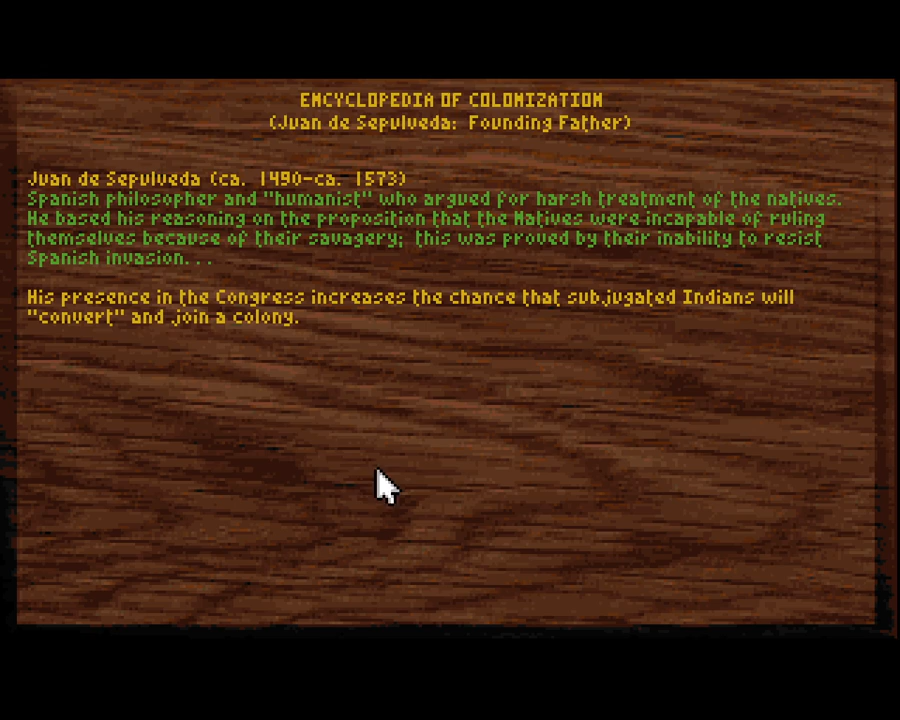 ENCYCLOPEDIA OF COLONIZATION
(Juan de Sepulveda: Founding Father)
Juan de Sepulveda (ca. 1490-ca. 1573)
Spanish philosopher and "humanist" who argued for harsh treatment of the natives.
He based his reasoning on the proposition that the Natives were incapable of ruling
themselves because of their savagery; this was proved by their inability to resist
Spanish invasion...
His presence in the Congress increases the chance that subjugated Indians will
"convert" and join a colony.